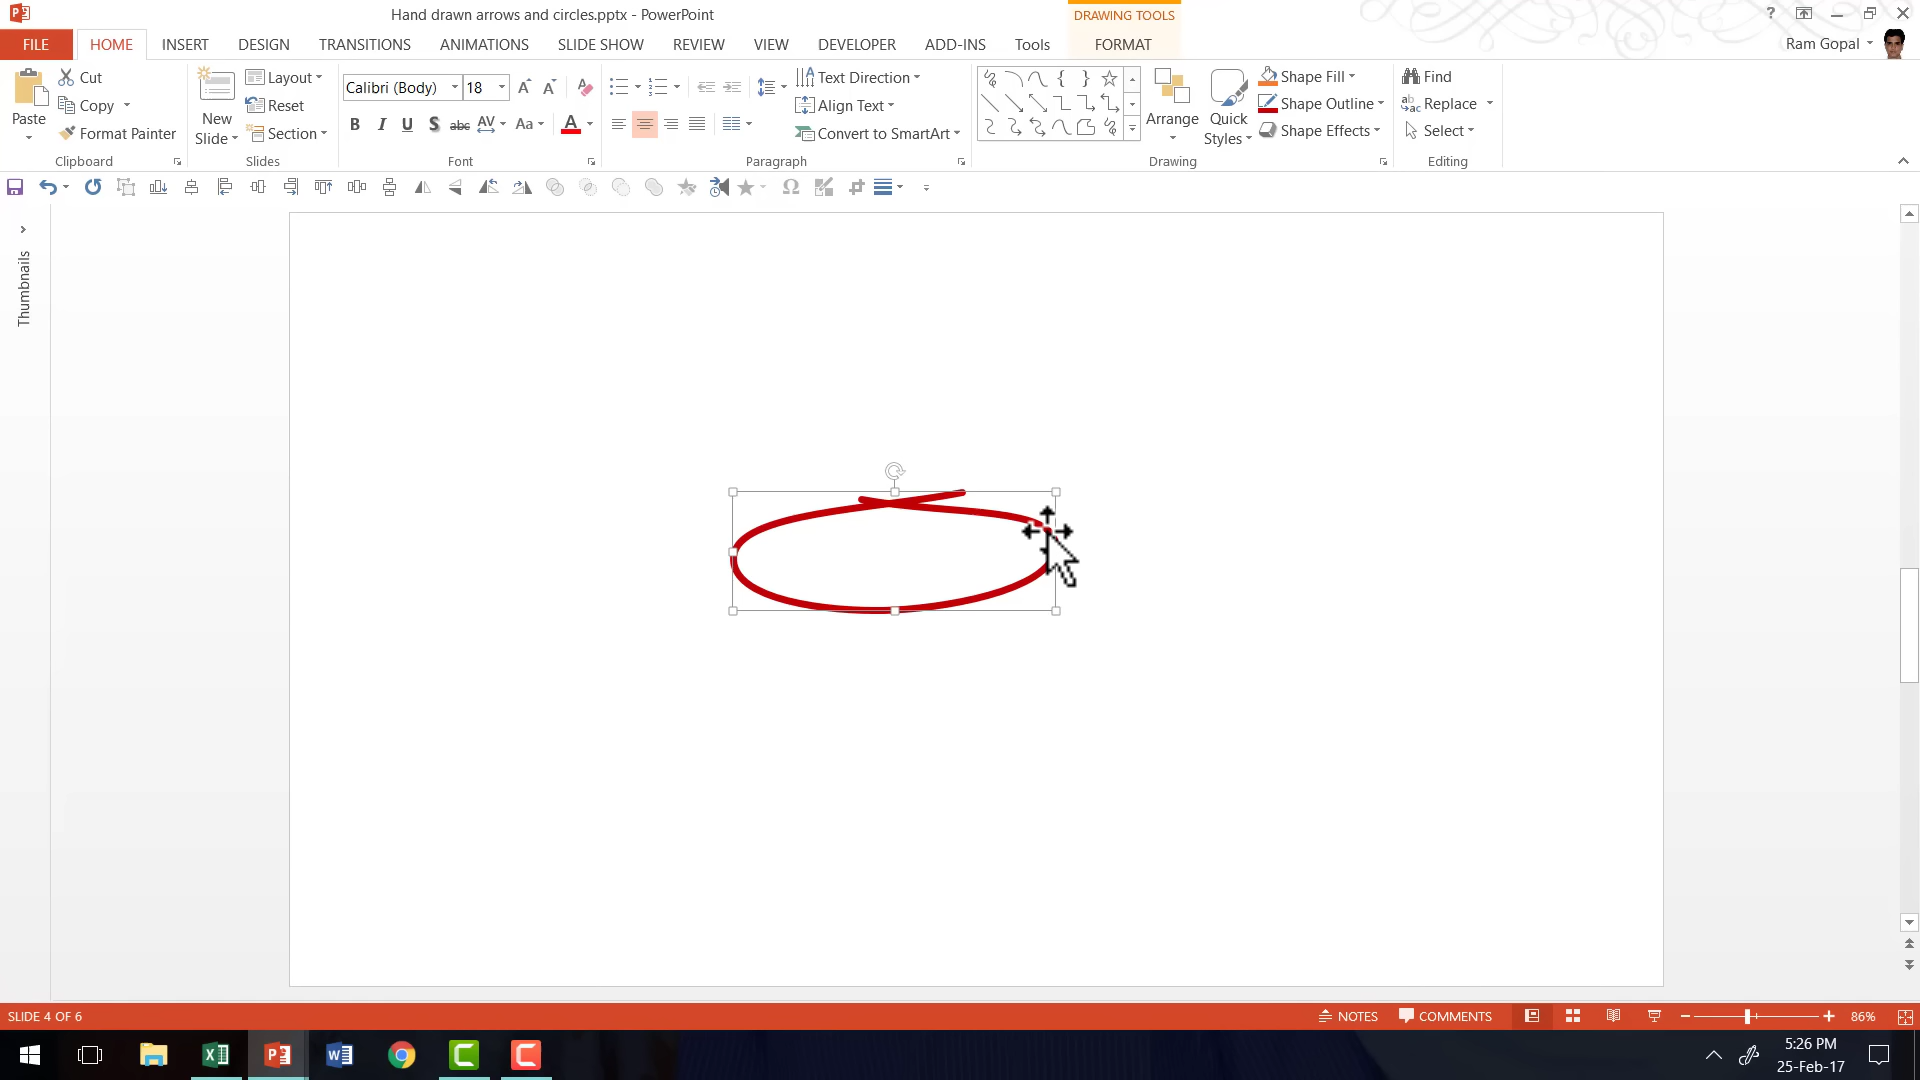 Hand drawn arrows and circles.pptx - PowerPoint
DRAWING TOOLS
?
FILE HOME INSERT DESIGN TRANSITIONS ANIMATIONS SLIDE SHOW REVIEW VIEW DEVELOPER ADD-INS Tools FORMAT
Ram Gopal
Paste
Cut
Copy
Format Painter
Clipboard
New
Slide
Layout
Reset
Section
Slides
Calibri (Body) 18
B I U S abc AV Aa A
Font
Text Direction
Align Text
Convert to SmartArt
Paragraph
Arrange
Quick
Styles
Shape Fill
Shape Outline
Shape Effects
Drawing
Find
Replace
Select
Editing
Thumbnails
SLIDE 4 OF 6
NOTES
COMMENTS
86%
5:26 PM
25-Feb-17